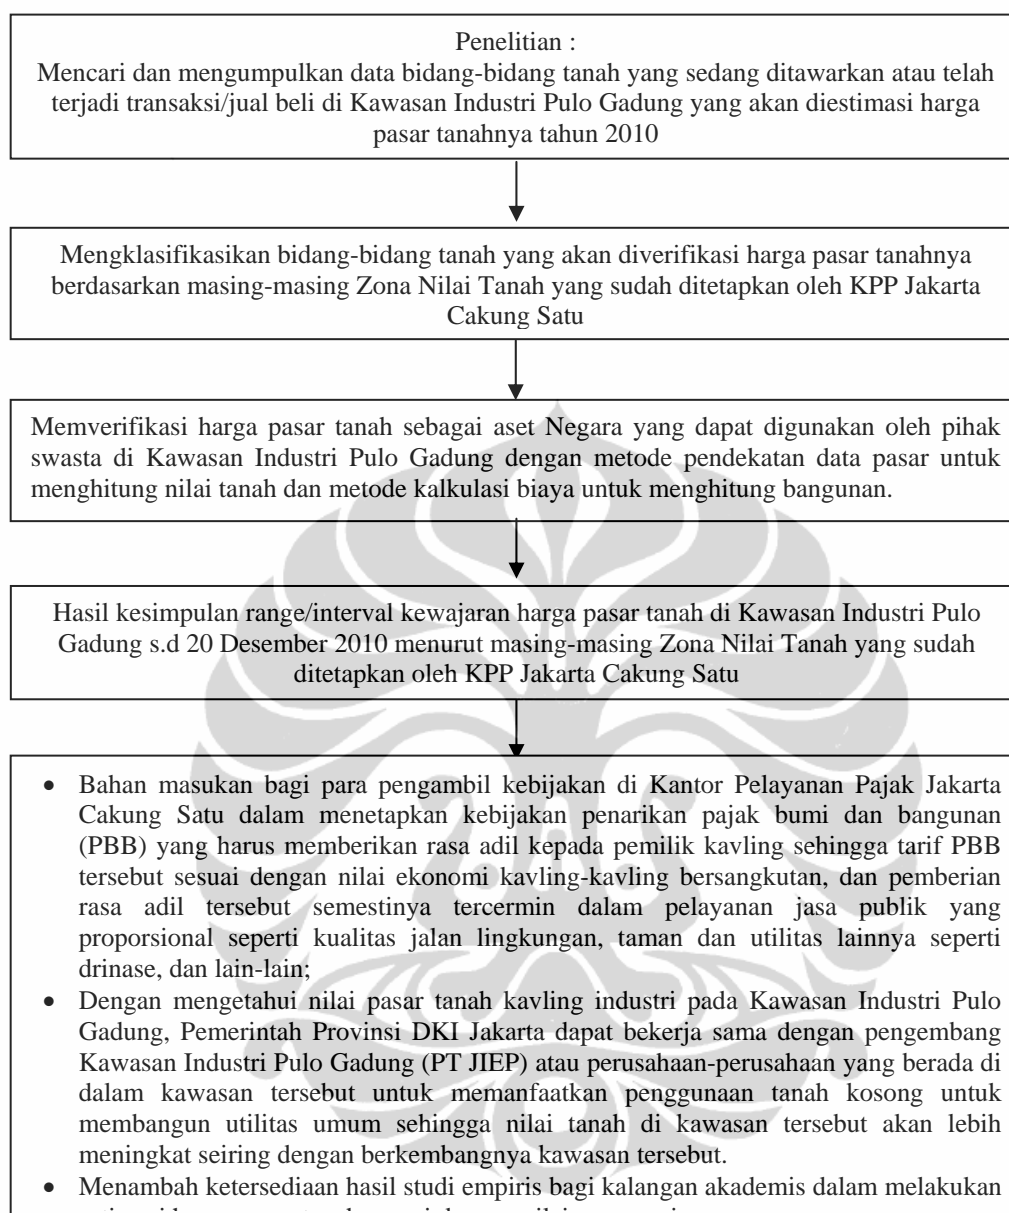 Penelitian :
Mencari dan mengumpulkan data bidang-bidang tanah yang sedang ditawarkan atau telah
terjadi transaksi/jual beli di Kawasan Industri Pulo Gadung yang akan diestimasi harga
pasar tanahnya tahun 2010
Mengklasifikasikan bidang-bidang tanah yang akan diverifikasi harga pasar tanahnya
berdasarkan masing-masing Zona Nilai Tanah yang sudah ditetapkan oleh KPP Jakarta
Cakung Satu
Memverifikasi harga pasar tanah sebagai aset Negara yang dapat digunakan oleh pihak
swasta di Kawasan Industri Pulo Gadung dengan metode pendekatan data pasar untuk
menghitung nilai tanah dan metode kalkulasi biaya untuk menghitung bangunan.
Hasil kesimpulan range/interval kewajaran harga pasar tanah di Kawasan Industri Pulo
Gadung s.d 20 Desember 2010 menurut masing-masing Zona Nilai Tanah yang sudah
ditetapkan oleh KPP Jakarta Cakung Satu
• Bahan masukan bagi para pengambil kebijakan di Kantor Pelayanan Pajak Jakarta
Cakung Satu dalam menetapkan kebijakan penarikan pajak bumi dan bangunan
(PBB) yang harus memberikan rasa adil kepada pemilik kavling sehingga tarif PBB
tersebut sesuai dengan nilai ekonomi kavling-kavling bersangkutan, dan pemberian
rasa adil tersebut semestinya tercermin dalam pelayanan jasa publik yang
proporsional seperti kualitas jalan lingkungan, taman dan utilitas lainnya seperti
drinase, dan lain-lain;
• Dengan mengetahui nilai pasar tanah kavling industri pada Kawasan Industri Pulo
Gadung, Pemerintah Provinsi DKI Jakarta dapat bekerja sama dengan pengembang
Kawasan Industri Pulo Gadung (PT JIEP) atau perusahaan-perusahaan yang berada di
dalam kawasan tersebut untuk memanfaatkan penggunaan tanah kosong untuk
membangun utilitas umum sehingga nilai tanah di kawasan tersebut akan lebih
meningkat seiring dengan berkembangnya kawasan tersebut.
• Menambah ketersediaan hasil studi empiris bagi kalangan akademis dalam melakukan